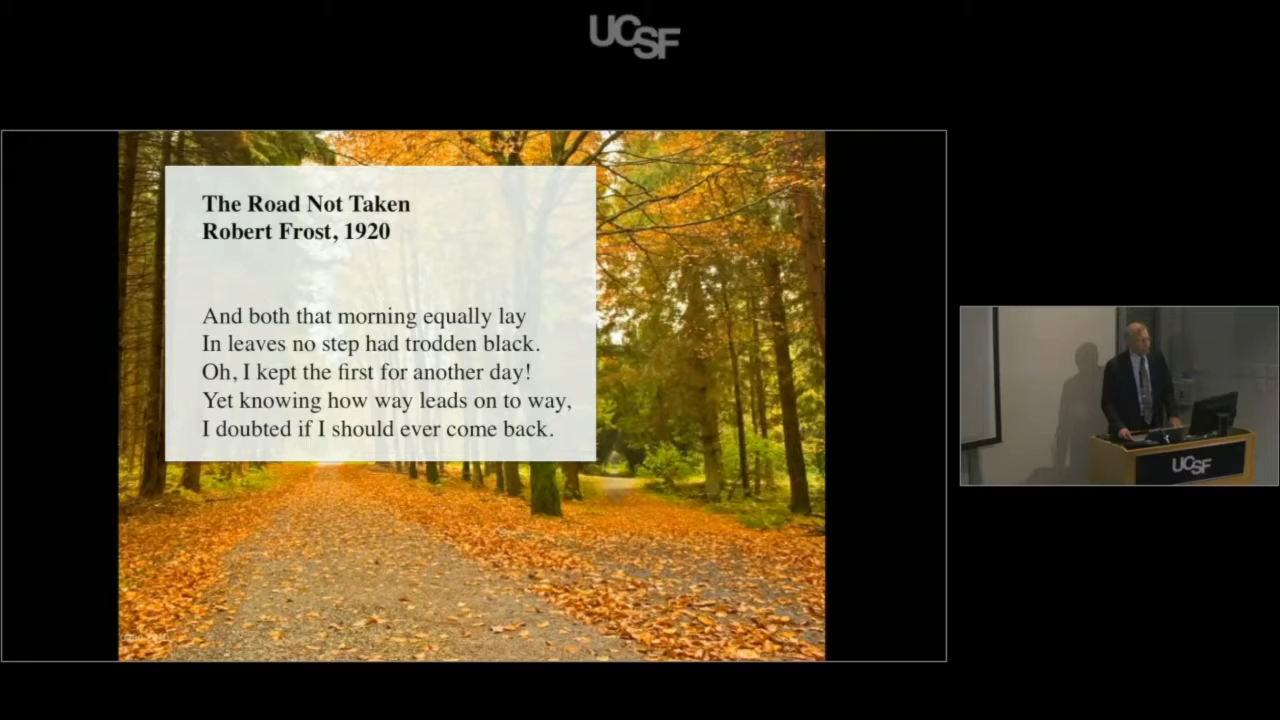 UCSF
The Road Not Taken
Robert Frost, 1920
And both that morning equally lay
In leaves no step had trodden black.
Oh, I kept the first for another day!
Yet knowing how way leads on to way,
I doubted if I should ever come back.
UCSF